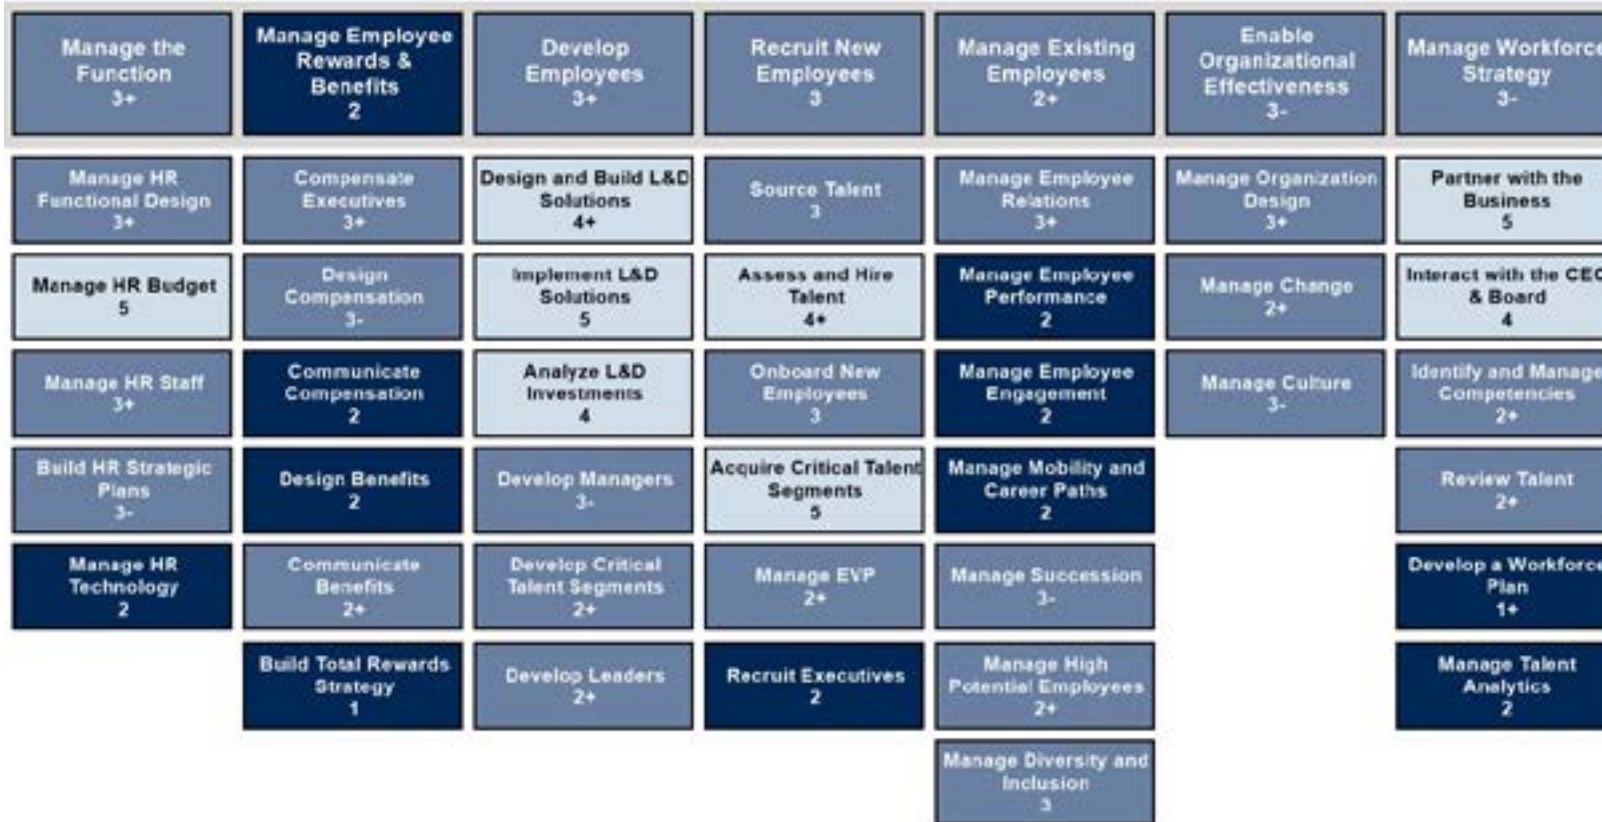 Manage the
Function
3+
Manage Employee
Rewards &
Benefits
2
Develop
Employees
3+
Recruit New
Employees
3
Manage Existing
Employees
2+
Enable
Organizational
Effectiveness
3-
Manage Workforce
Strategy
3-
Manage HR
Functional Design
3+
Compensate
Executives
3+
Design and Build L&D
Solutions
4+
Source Talent
3
Manage Employee
Relations
3+
Manage Organization
Design
3+
Partner with the
Business
5
Manage HR Budget
5
Design
Compensation
3-
Implement L&D
Solutions
5
Assess and Hire
Talent
4+
Manage Employee
Performance
2
Manage Change
2+
Interact with the CEO
& Board
4
Manage HR Staff
3+
Communicate
Compensation
2
Analyze L&D
Investments
4
Onboard New
Employees
3
Manage Employee
Engagement
2
Manage Culture
3-
Identify and Manage
Competencies
2+
Build HR Strategic
Plans
3-
Design Benefits
2
Develop Managers
3-
Acquire Critical Talent
Segments
5
Manage Mobility and
Career Paths
2
Review Talent
2+
Manage HR
Technology
2
Communicate
Benefits
2+
Develop Critical
Talent Segments
2+
Manage EVP
2+
Manage Succession
3-
Develop a Workforce
Plan
1+
Build Total Rewards
Strategy
1
Develop Leaders
2+
Recruit Executives
2
Manage High
Potential Employees
2+
Manage Talent
Analytics
2
Manage Diversity and
Inclusion
3